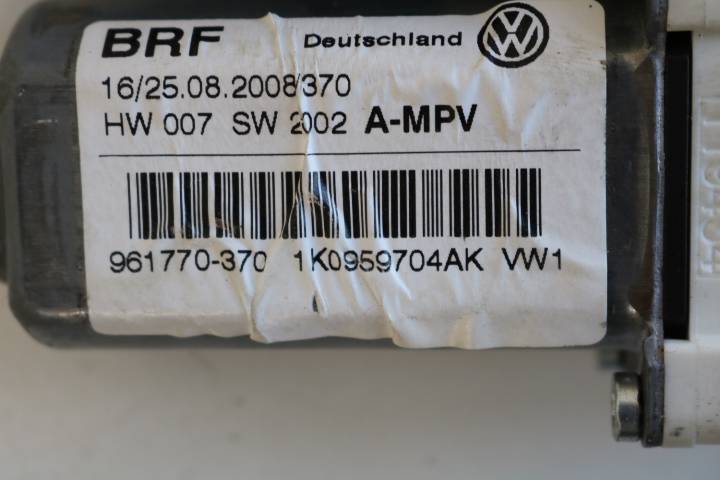 BRF Deutschland VW
16/25.08.2008/370
HW 007 SW 2002 A-MPV
961770-370 1K0959704AK VW1